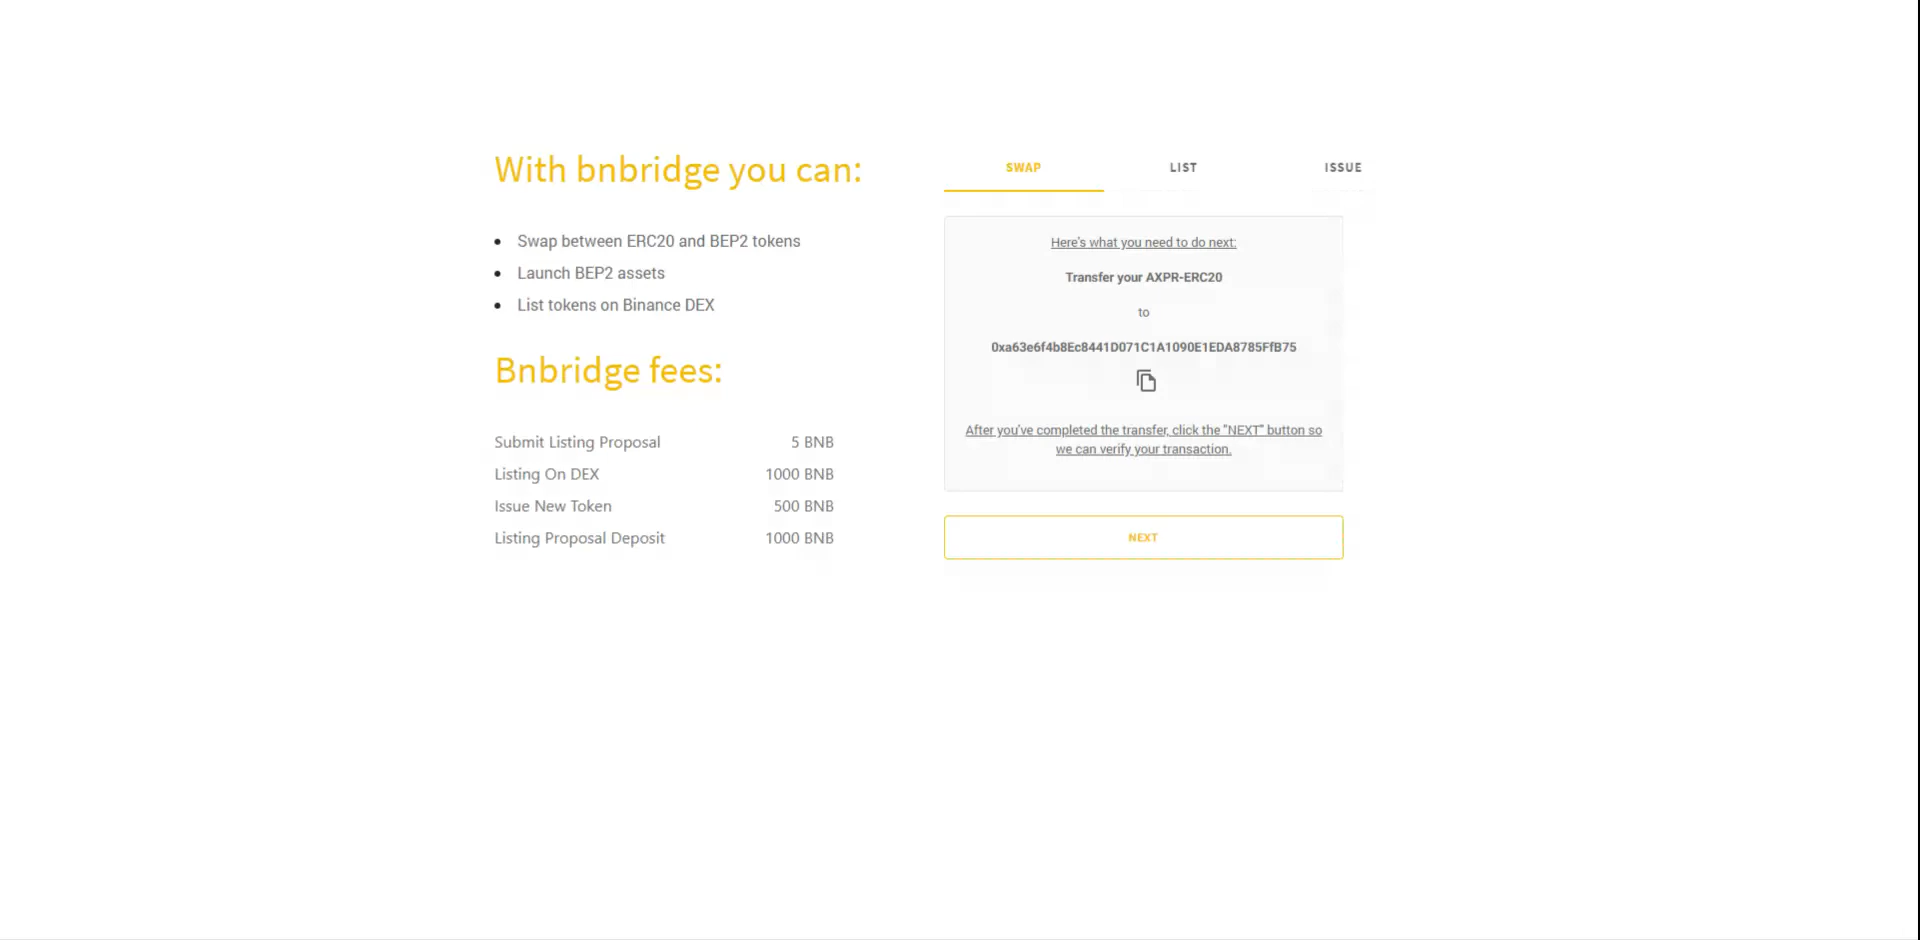 With bnbridge you can:
Swap between ERC20 and BEP2 tokens
Launch BEP2 assets
List tokens on Binance DEX
Bnbridge fees:
Submit Listing Proposal 5 BNB
Listing On DEX 1000 BNB
Issue New Token 500 BNB
Listing Proposal Deposit 1000 BNB
SWAP LIST ISSUE
Here's what you need to do next:
Transfer your AXPR-ERC20
to
0xa63e6f4b8Ec8441D071C1A1090E1EDA8785FfB75
After you've completed the transfer, click the "NEXT" button so
we can verify your transaction.
NEXT